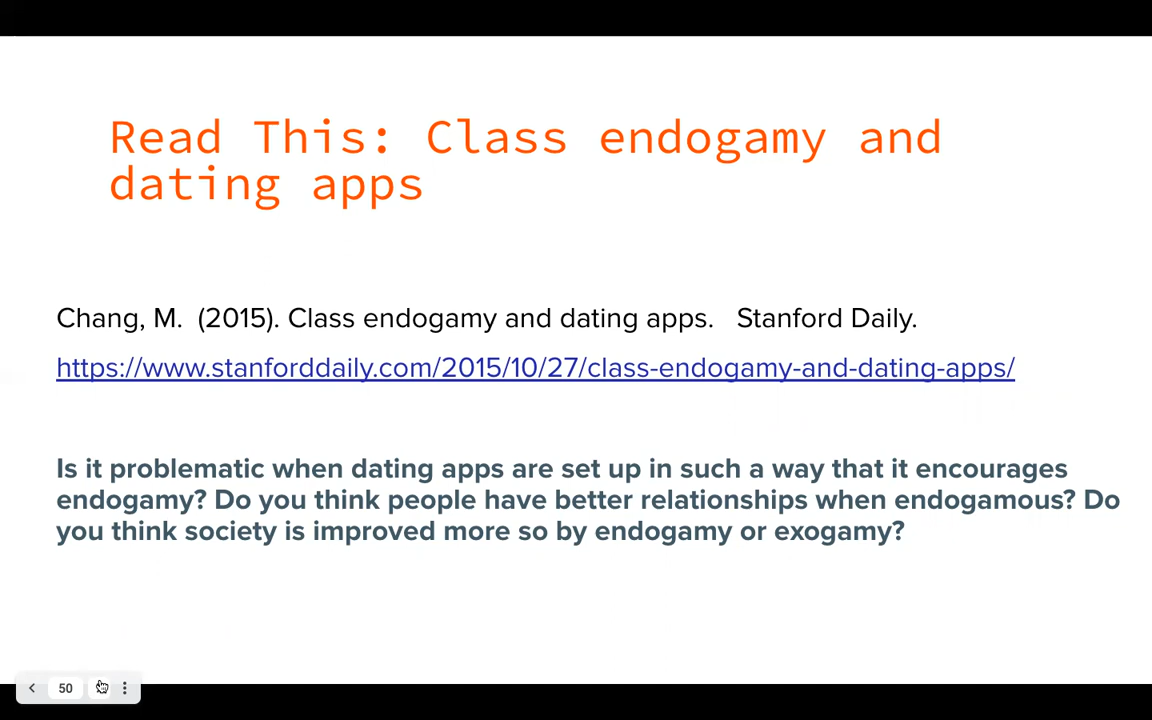 Read This: Class endogamy and
dating apps
Chang, M. (2015). Class endogamy and dating apps. Stanford Daily.
https://www.stanforddaily.com/2015/10/27/class-endogamy-and-dating-apps/
Is it problematic when dating apps are set up in such a way that it encourages
endogamy? Do you think people have better relationships when endogamous? Do
you think society is improved more so by endogamy or exogamy?
50